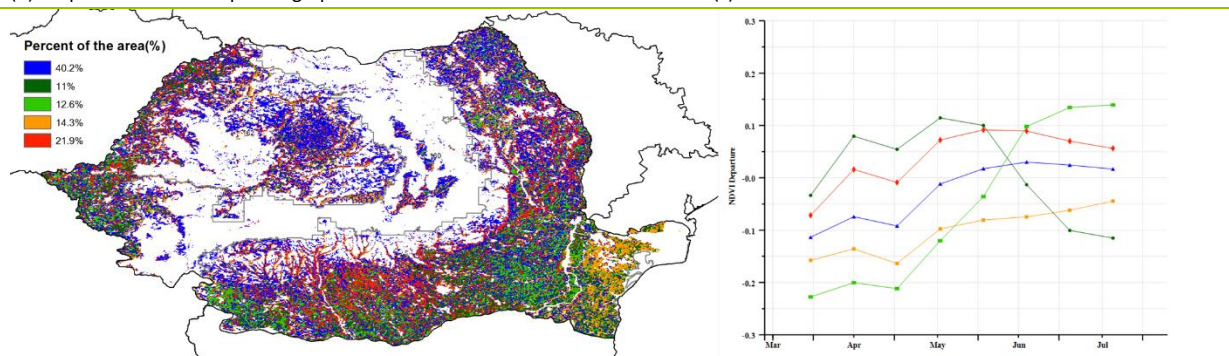 Percent of the area(%)
40.2%
11%
12.6%
14.3%
21.9%
0.3
0.2
0.1
-0.0
-0.1
-0.2
-0.3
NDVI Departure
Mar
Apr
May
Jun
Jul